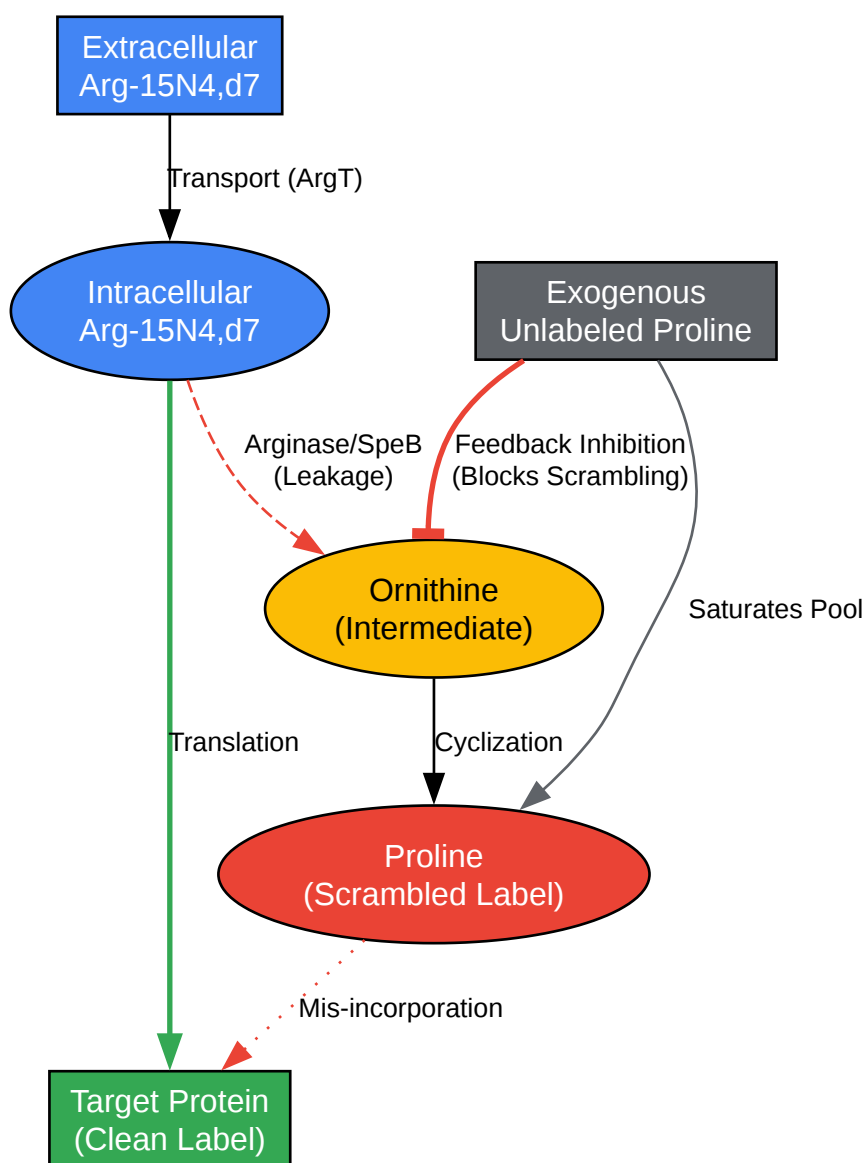 Extracellular
Arg-15N4,d7
Transport (ArgT)
Intracellular
Arg-15N4,d7
Exogenous
Unlabeled Proline
Arginase/SpeB
(Leakage)
Feedback Inhibition
(Blocks Scrambling)
Ornithine
(Intermediate)
Saturates Pool
Translation
Cyclization
Proline
(Scrambled Label)
Mis-incorporation
Target Protein
(Clean Label)